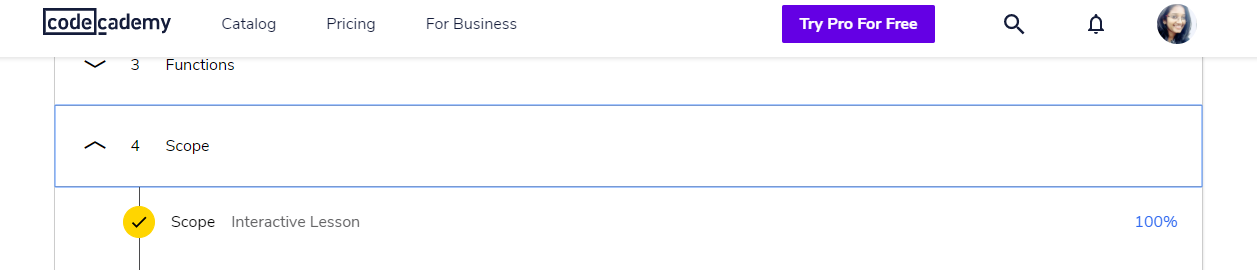 codecademy Catalog Pricing For Business Try Pro For Free
3 Functions
4 Scope
Scope Interactive Lesson 100%